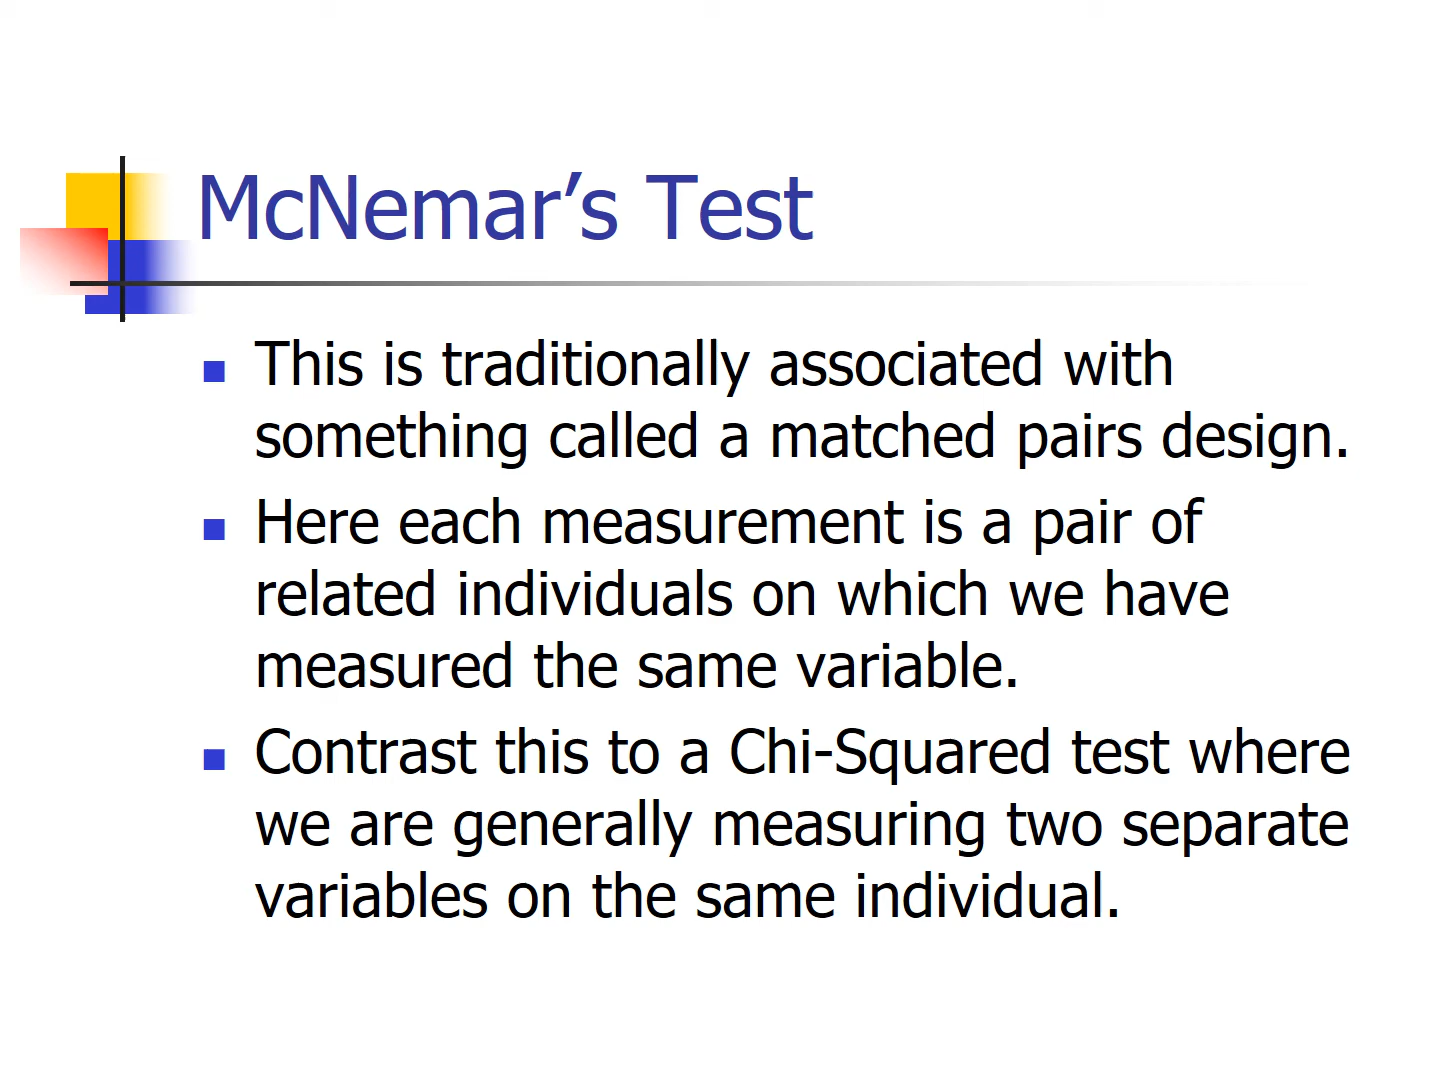 McNemar’s Test
■ This is traditionally associated with
something called a matched pairs design.
■ Here each measurement is a pair of
related individuals on which we have
measured the same variable.
■ Contrast this to a Chi-Squared test where
we are generally measuring two separate
variables on the same individual.